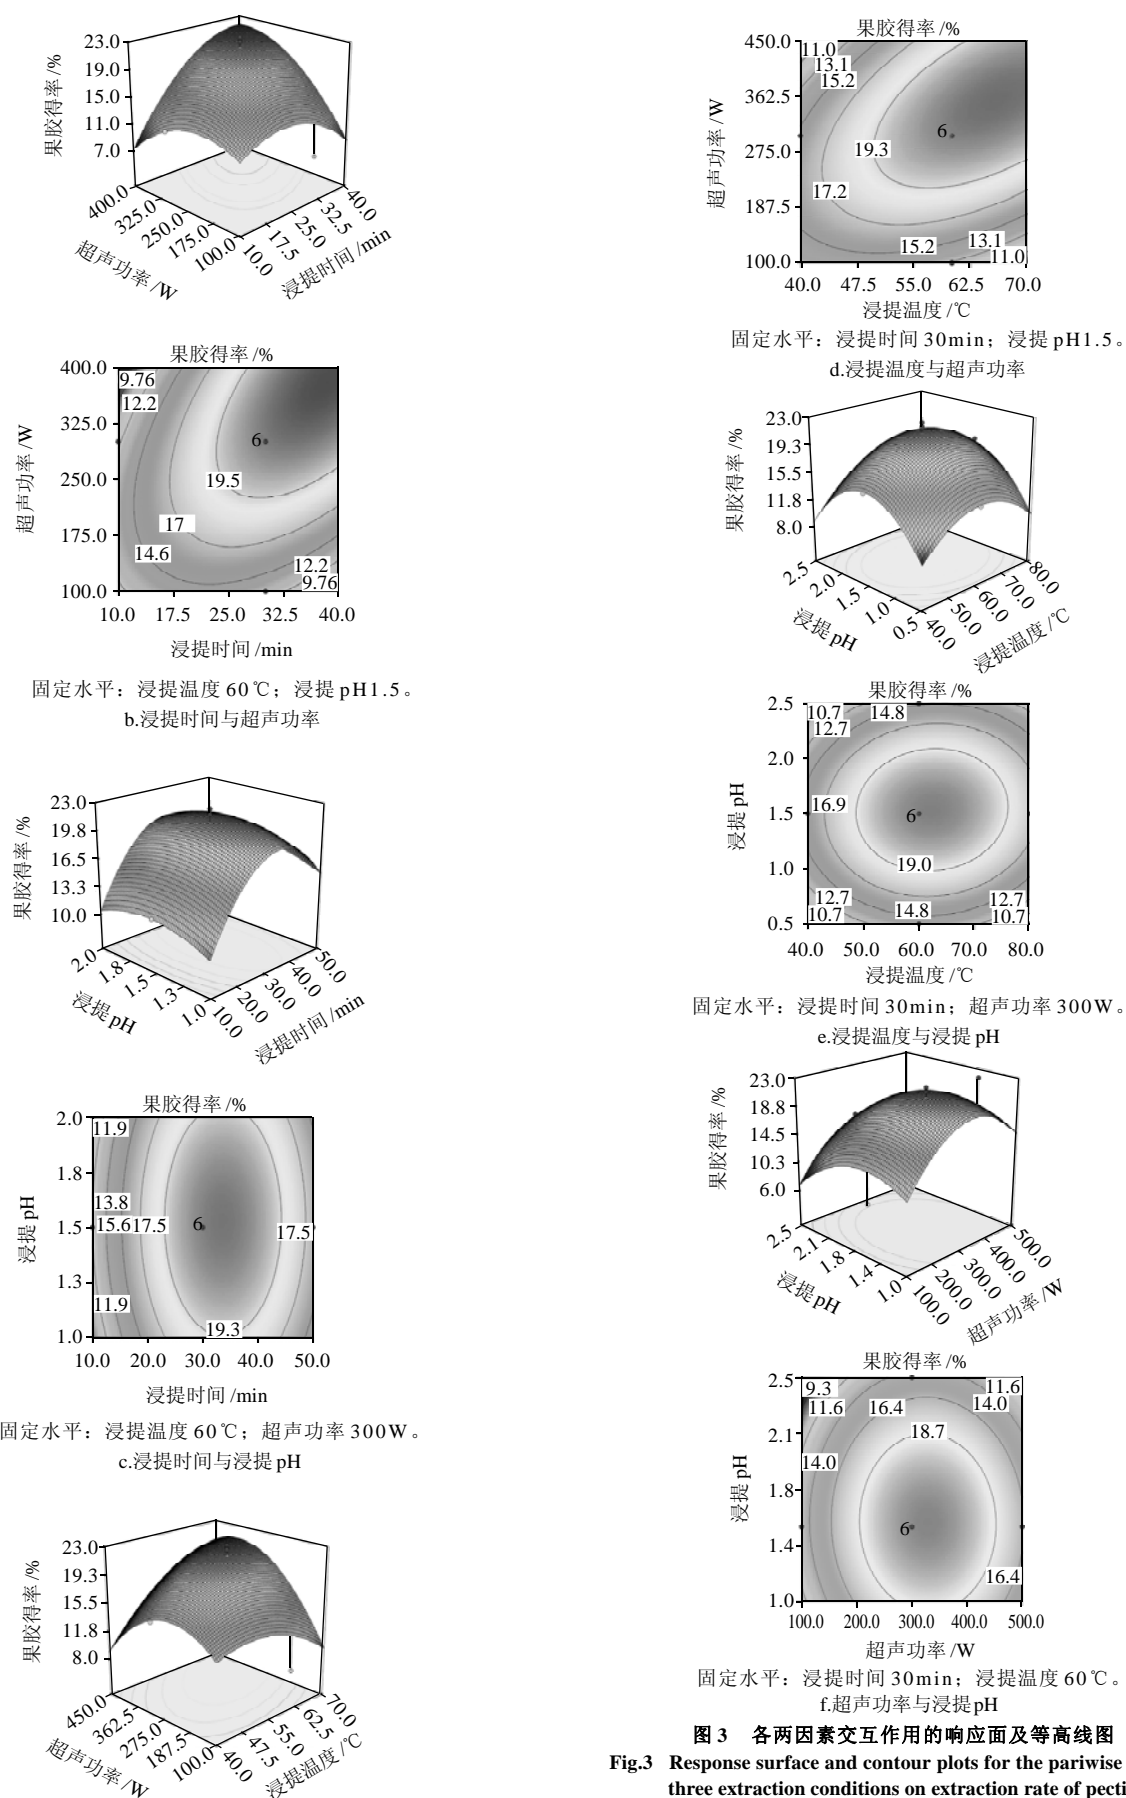 23.0
19.0
15.0
11.0
7.0
果胶得率/%
400.0
325.0
250.0
175.0
100.0
超声功率/W
10.0
17.5
25.0
32.5
40.0
浸提时间/min
果胶得率/%
400.0
325.0
250.0
175.0
100.0
超声功率/W
9.76
12.2
6
19.5
17
14.6
12.2
9.76
10.0 17.5 25.0 32.5 40.0
浸提时间/min
固定水平：浸提温度60℃；浸提pH1.5。
b.浸提时间与超声功率
23.0
19.8
16.5
13.3
10.0
果胶得率/%
2.0
1.8
1.5
1.3
1.0
浸提pH
10.0
20.0
30.0
40.0
50.0
浸提时间/min
果胶得率/%
2.0
1.8
1.5
1.3
1.0
浸提pH
11.9
13.8
15.6 17.5 6 17.5
11.9
19.3
10.0 20.0 30.0 40.0 50.0
浸提时间/min
固定水平：浸提温度60℃；超声功率300W。
c.浸提时间与浸提pH
23.0
19.3
15.5
11.8
8.0
果胶得率/%
450.0
362.5
275.0
187.5
100.0
超声功率/W
40.0
47.5
55.0
62.5
70.0
浸提温度/℃
果胶得率/%
450.0
362.5
275.0
187.5
100.0
超声功率/W
11.0
13.1
15.2
6
19.3
17.2
15.2 13.1
11.0
40.0 47.5 55.0 62.5 70.0
浸提温度/℃
固定水平：浸提时间30min；浸提pH1.5。
d.浸提温度与超声功率
23.0
19.3
15.5
11.8
8.0
果胶得率/%
2.5
2.0
1.5
1.0
0.5
浸提pH
40.0
50.0
60.0
70.0
80.0
浸提温度/℃
果胶得率/%
2.5
2.0
1.5
1.0
0.5
浸提pH
10.7 14.8
12.7
16.9
6
19.0
12.7 12.7
10.7 14.8 10.7
40.0 50.0 60.0 70.0 80.0
浸提温度/℃
固定水平：浸提时间30min；超声功率300W。
e.浸提温度与浸提pH
23.0
18.8
14.5
10.3
6.0
果胶得率/%
2.5
2.1
1.8
1.4
1.0
浸提pH
100.0
200.0
300.0
400.0
500.0
超声功率/W
果胶得率/%
2.5
2.1
1.8
1.4
1.0
浸提pH
9.3 11.6
11.6 16.4 14.0
18.7
14.0
6
16.4
100.0 200.0 300.0 400.0 500.0
超声功率/W
固定水平：浸提时间30min；浸提温度60℃。
f.超声功率与浸提pH
图3 各两因素交互作用的响应面及等高线图
Fig.3 Response surface and contour plots for the pariwise
three extraction conditions on extraction rate of pecti